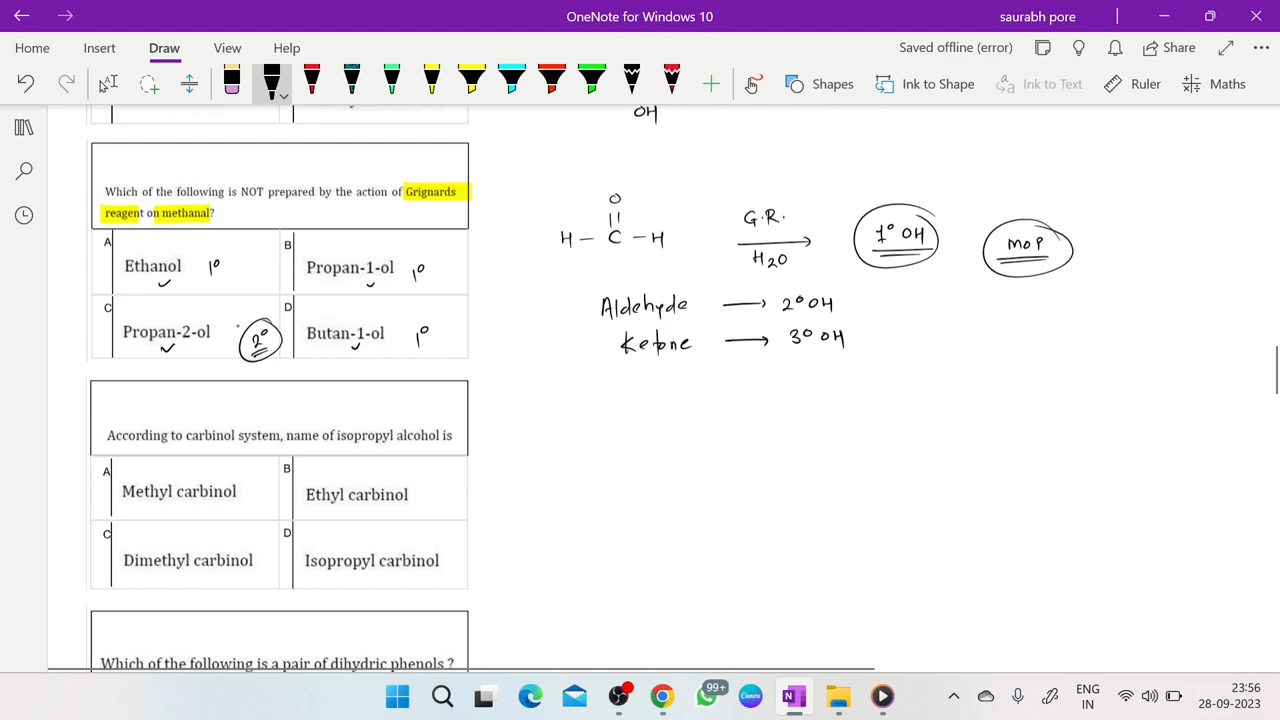 OneNote for Windows 10
saurabh pore
Home Insert Draw View Help
Saved offline (error)
Share
Shapes
Ink to Shape
Ink to Text
Ruler
Maths
OH
Which of the following is NOT prepared by the action of Grignards
reagent on methanal?
A
Ethanol 1°
B
Propan-1-ol 1°
C
Propan-2-ol 2°
D
Butan-1-ol 1°
O
H – C – H
G.R.
H2O
1° OH
MOP
Aldehyde → 2° OH
Ketone → 3° OH
According to carbinol system, name of isopropyl alcohol is
A
Methyl carbinol
B
Ethyl carbinol
C
Dimethyl carbinol
D
Isopropyl carbinol
Which of the following is a pair of dihydric phenols ?
99+
ENG
IN
23:56
28-09-2023